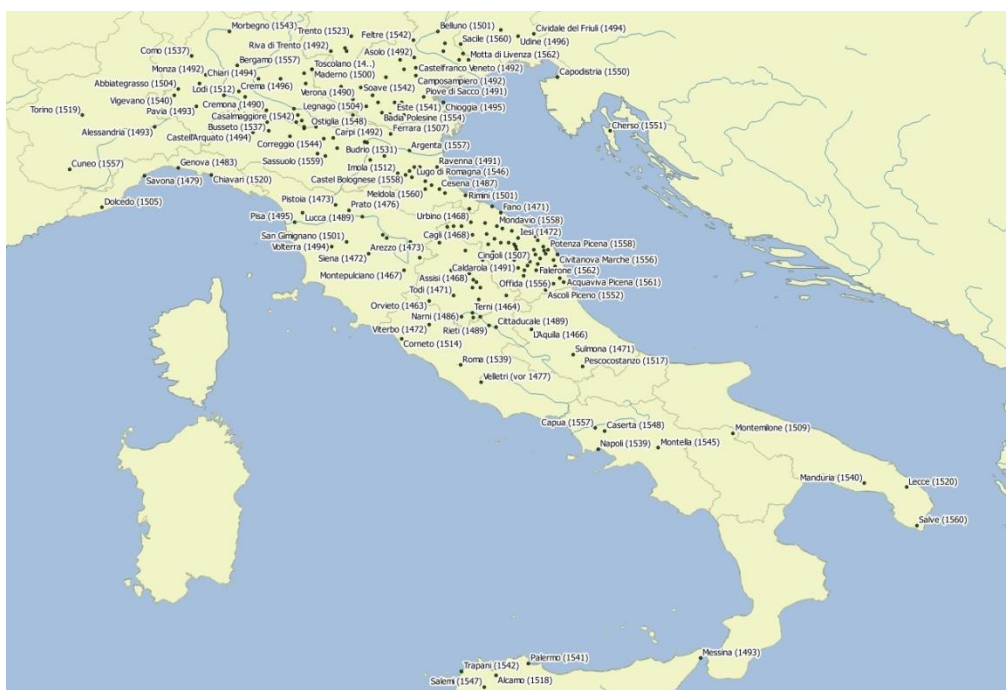 Morbegno (1543)
Trento (1523)
Belluno (1501)
Cividale del Friuli (1494)
Feltre (1542)
Sacile (1560)
Udine (1496)
Como (1537)
Riva di Trento (1492)
Asolo (1492)
Motta di Livenza (1562)
Bergamo (1557)
Toscolano (14..)
Castelfranco Veneto (1492)
Monza (1492)
Chiari (1494)
Maderno (1500)
Camposampiero (1492)
Capodistria (1550)
Abbiategrasso (1504)
Lodi (1512)
Crema (1496)
Soave (1542)
Piove di Sacco (1491)
Vigevano (1540)
Verona (1490)
Pavia (1493)
Cremona (1490)
Legnago (1504)
Este (1541)
Chioggia (1495)
Torino (1519)
Casalmaggiore (1542)
Badia Polesine (1554)
Ostiglia (1548)
Alessandria (1493)
Busseto (1537)
Carpi (1492)
Ferrara (1507)
Cherso (1551)
Castell'Arquato (1494)
Correggio (1544)
Budrio (1531)
Argenta (1557)
Sassuolo (1559)
Cuneo (1557)
Genova (1483)
Imola (1512)
Ravenna (1491)
Lugo di Romagna (1546)
Savona (1479)
Chiavari (1520)
Castel Bolognese (1558)
Cesena (1487)
Meldola (1560)
Rimini (1501)
Dolcedo (1505)
Pistoia (1473)
Prato (1476)
Fano (1471)
Pisa (1495)
Lucca (1489)
Urbino (1468)
Mondavio (1558)
San Gimignano (1501)
Cagli (1468)
Iesi (1472)
Volterra (1494)
Arezzo (1473)
Potenza Picena (1558)
Siena (1472)
Cingoli (1507)
Civitanova Marche (1556)
Montepulciano (1467)
Caldarola (1491)
Falerone (1562)
Assisi (1468)
Offida (1556)
Acquaviva Picena (1561)
Todi (1471)
Ascoli Piceno (1552)
Orvieto (1463)
Terni (1464)
Narni (1486)
Cittaducale (1489)
Viterbo (1472)
Rieti (1489)
L'Aquila (1466)
Corneto (1514)
Sulmona (1471)
Roma (1539)
Pescocostanzo (1517)
Velletri (vor 1477)
Capua (1557)
Caserta (1548)
Montemilone (1509)
Napoli (1539)
Montella (1545)
Manduria (1540)
Lecce (1520)
Salve (1560)
Messina (1493)
Palermo (1541)
Trapani (1542)
Alcamo (1518)
Salemi (1547)